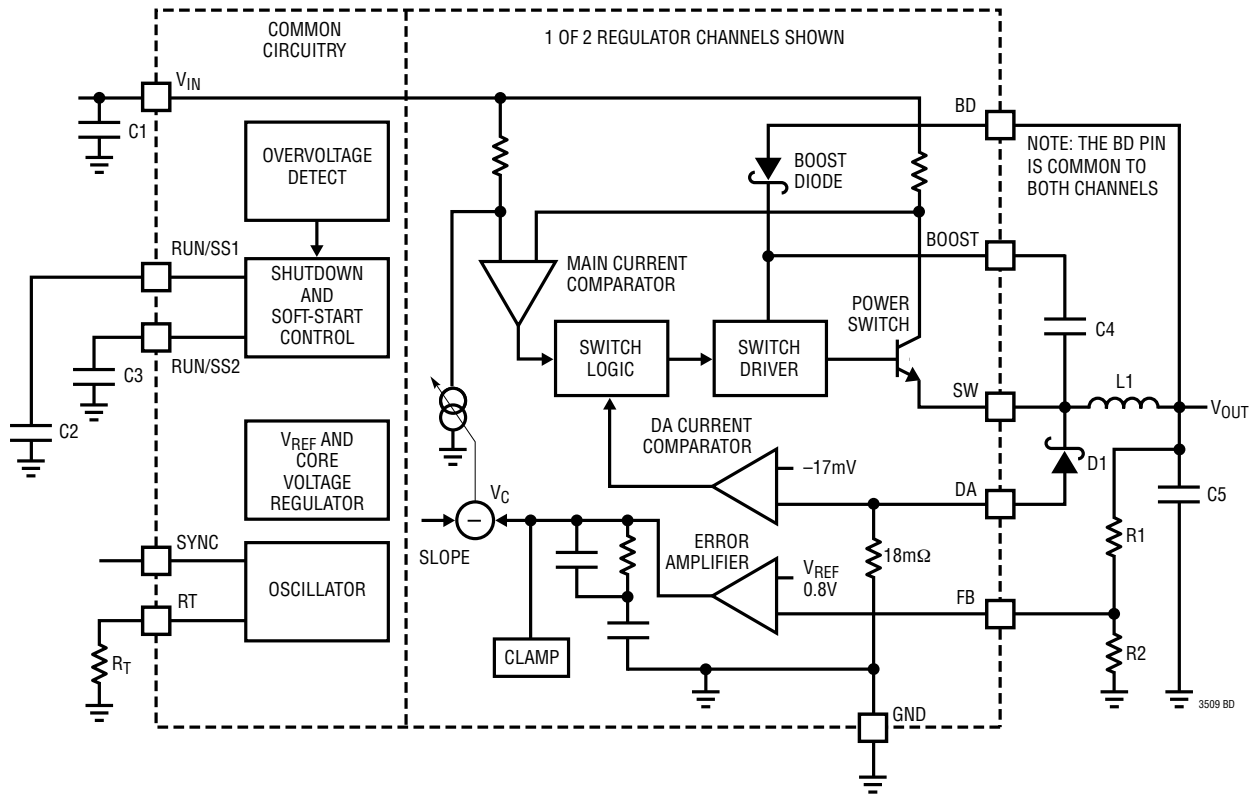 COMMON
CIRCUITRY
1 OF 2 REGULATOR CHANNELS SHOWN
VIN
C1
OVERVOLTAGE
DETECT
BD
NOTE: THE BD PIN
IS COMMON TO
BOTH CHANNELS
BOOST
DIODE
RUN/SS1
SHUTDOWN
AND
SOFT-START
CONTROL
RUN/SS2
C3
C2
MAIN CURRENT
COMPARATOR
BOOST
POWER
SWITCH
C4
SWITCH
LOGIC
SWITCH
DRIVER
SW
L1
VOUT
DA CURRENT
COMPARATOR
–17mV
D1
DA
C5
VREF AND
CORE
VOLTAGE
REGULATOR
VC
SLOPE
–
ERROR
AMPLIFIER
18mΩ
R1
SYNC
OSCILLATOR
RT
RT
VREF
0.8V
FB
CLAMP
R2
GND
3509 BD